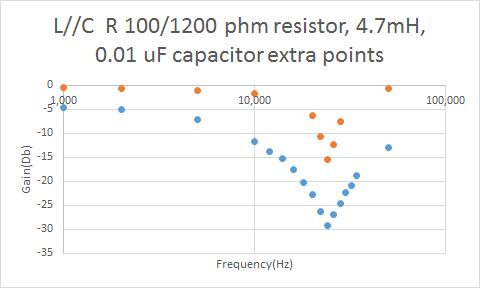 L//C R 100/1200 phm resistor, 4.7mH,
0.01 uF capacitor extra points
0
1,000 10,000 100,000
-5
-10
-15
-20
-25
-30
-35
Gain(Db)
Frequency(Hz)